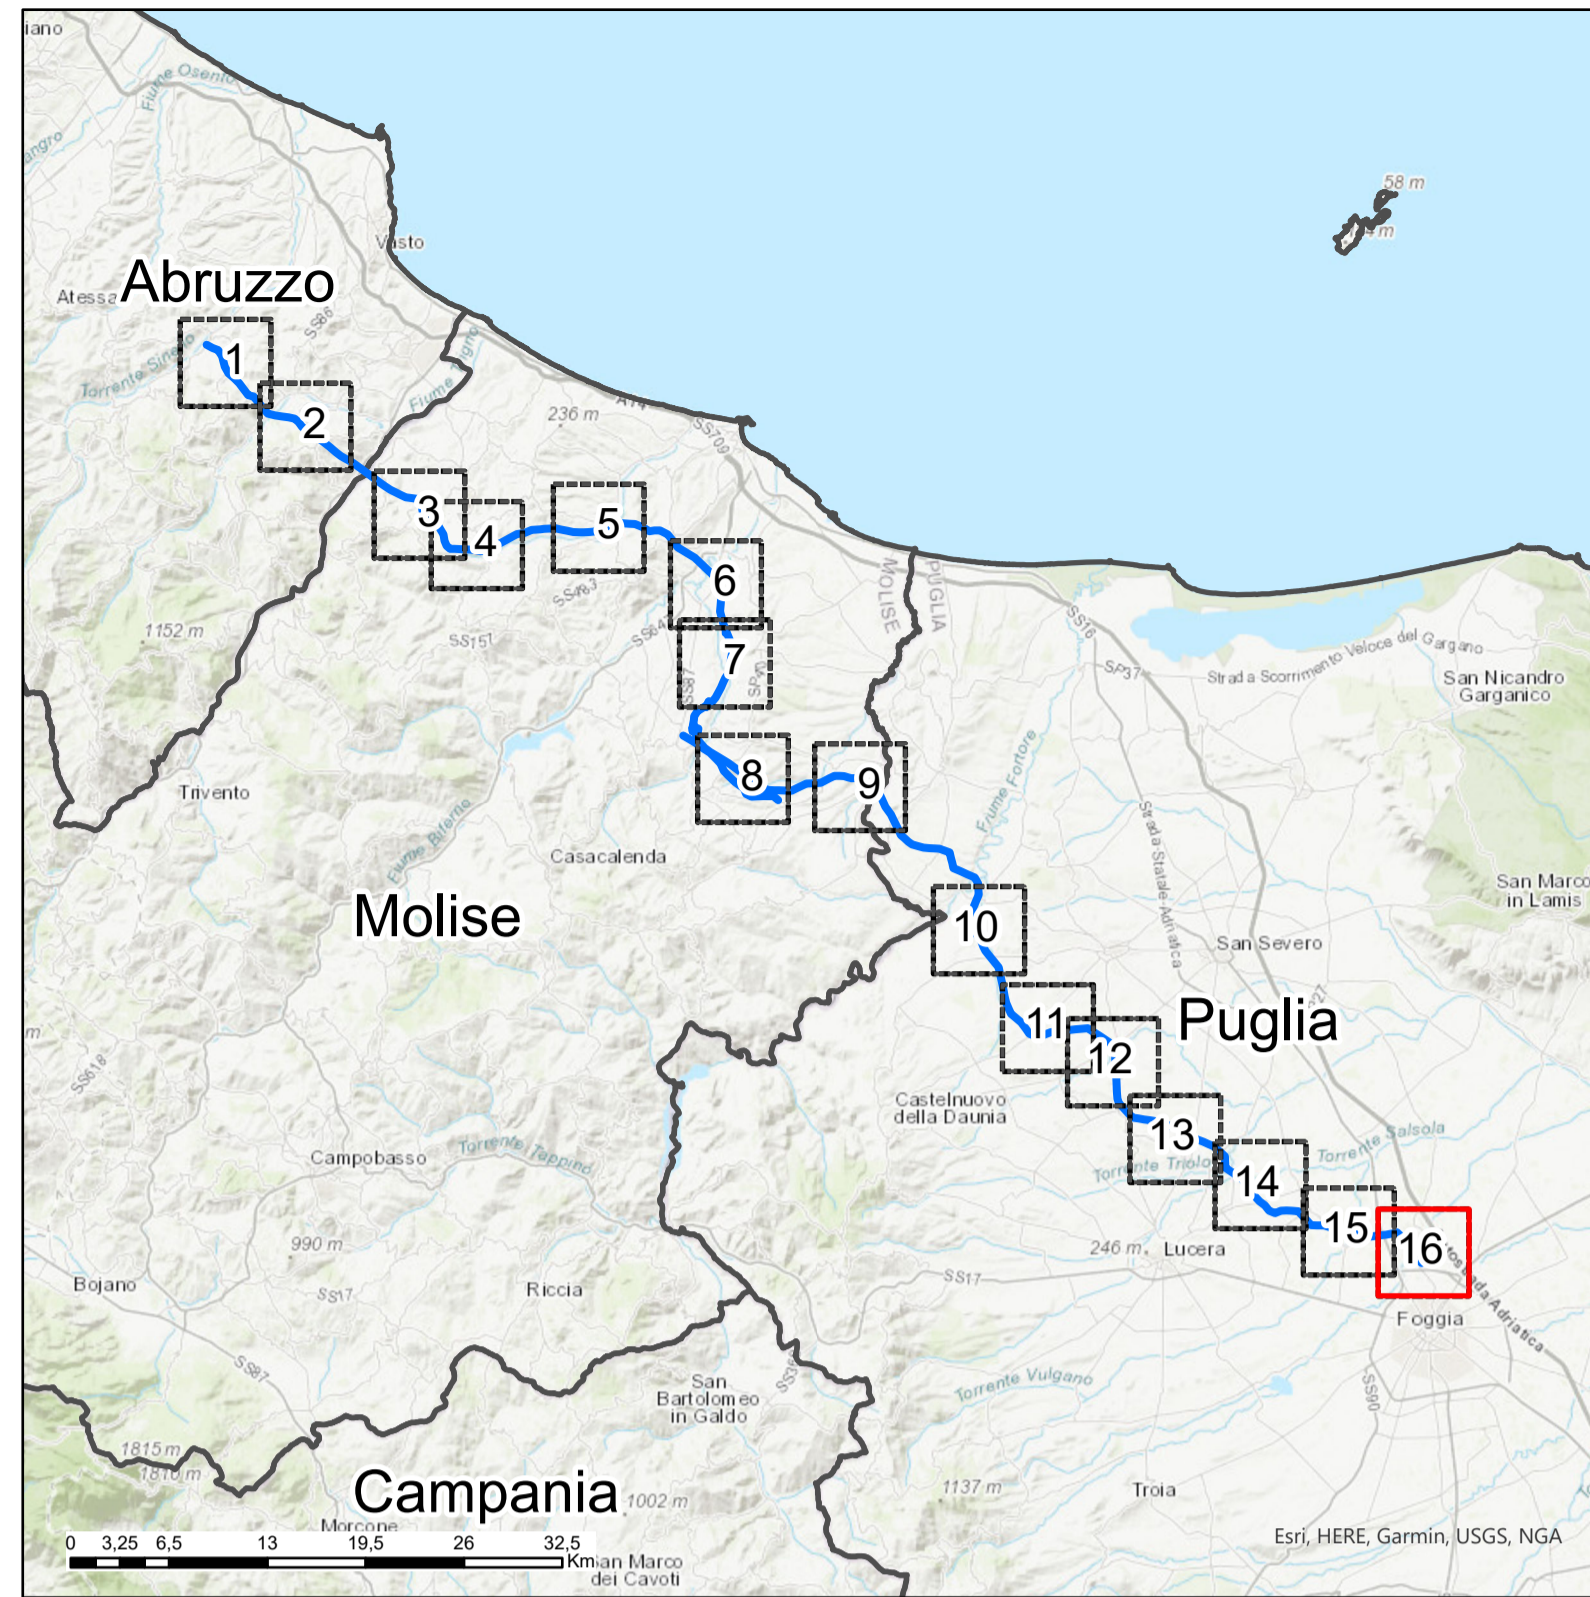 iano
Fiume Osento
angro
58 m
Vasto
Abruzzo
Atessa
SS86
1
Torrente Sinello
Fiume Trigno
2
236 m
A14
SS709
3
4
5
SS483
6
MOLISE
PUGLIA
SS16
1152 m
SS157
SS647
7
SS87
SP40
SP37
Strada Scorrimento Veloce del Gargano
San Nicandro
Garganico
Trivento
8
9
Fiume Fortore
Fiume Biferno
Strada Statale Adriatica
Casacalenda
San Marco
in Lamis
Molise
10
San Severo
m
11
Puglia
12
SS618
Castelnuovo
della Daunia
13
Torrente Salsola
Torrente Tappino
Campobasso
Torrente Triolo
14
15
16
990 m
246 m
Lucera
Bojano
SS17
Riccia
SS17
Foggia
SS87
San
Bartolomeo
in Galdo
Torrente Vulgano
SS90
1815 m
1816 m
Campania
1002 m
1137 m
Troia
Morcone
0 3,25 6,5 13 19,5 26 32,5
Km
San Marco
dei Cavoti
Esri, HERE, Garmin, USGS, NGA